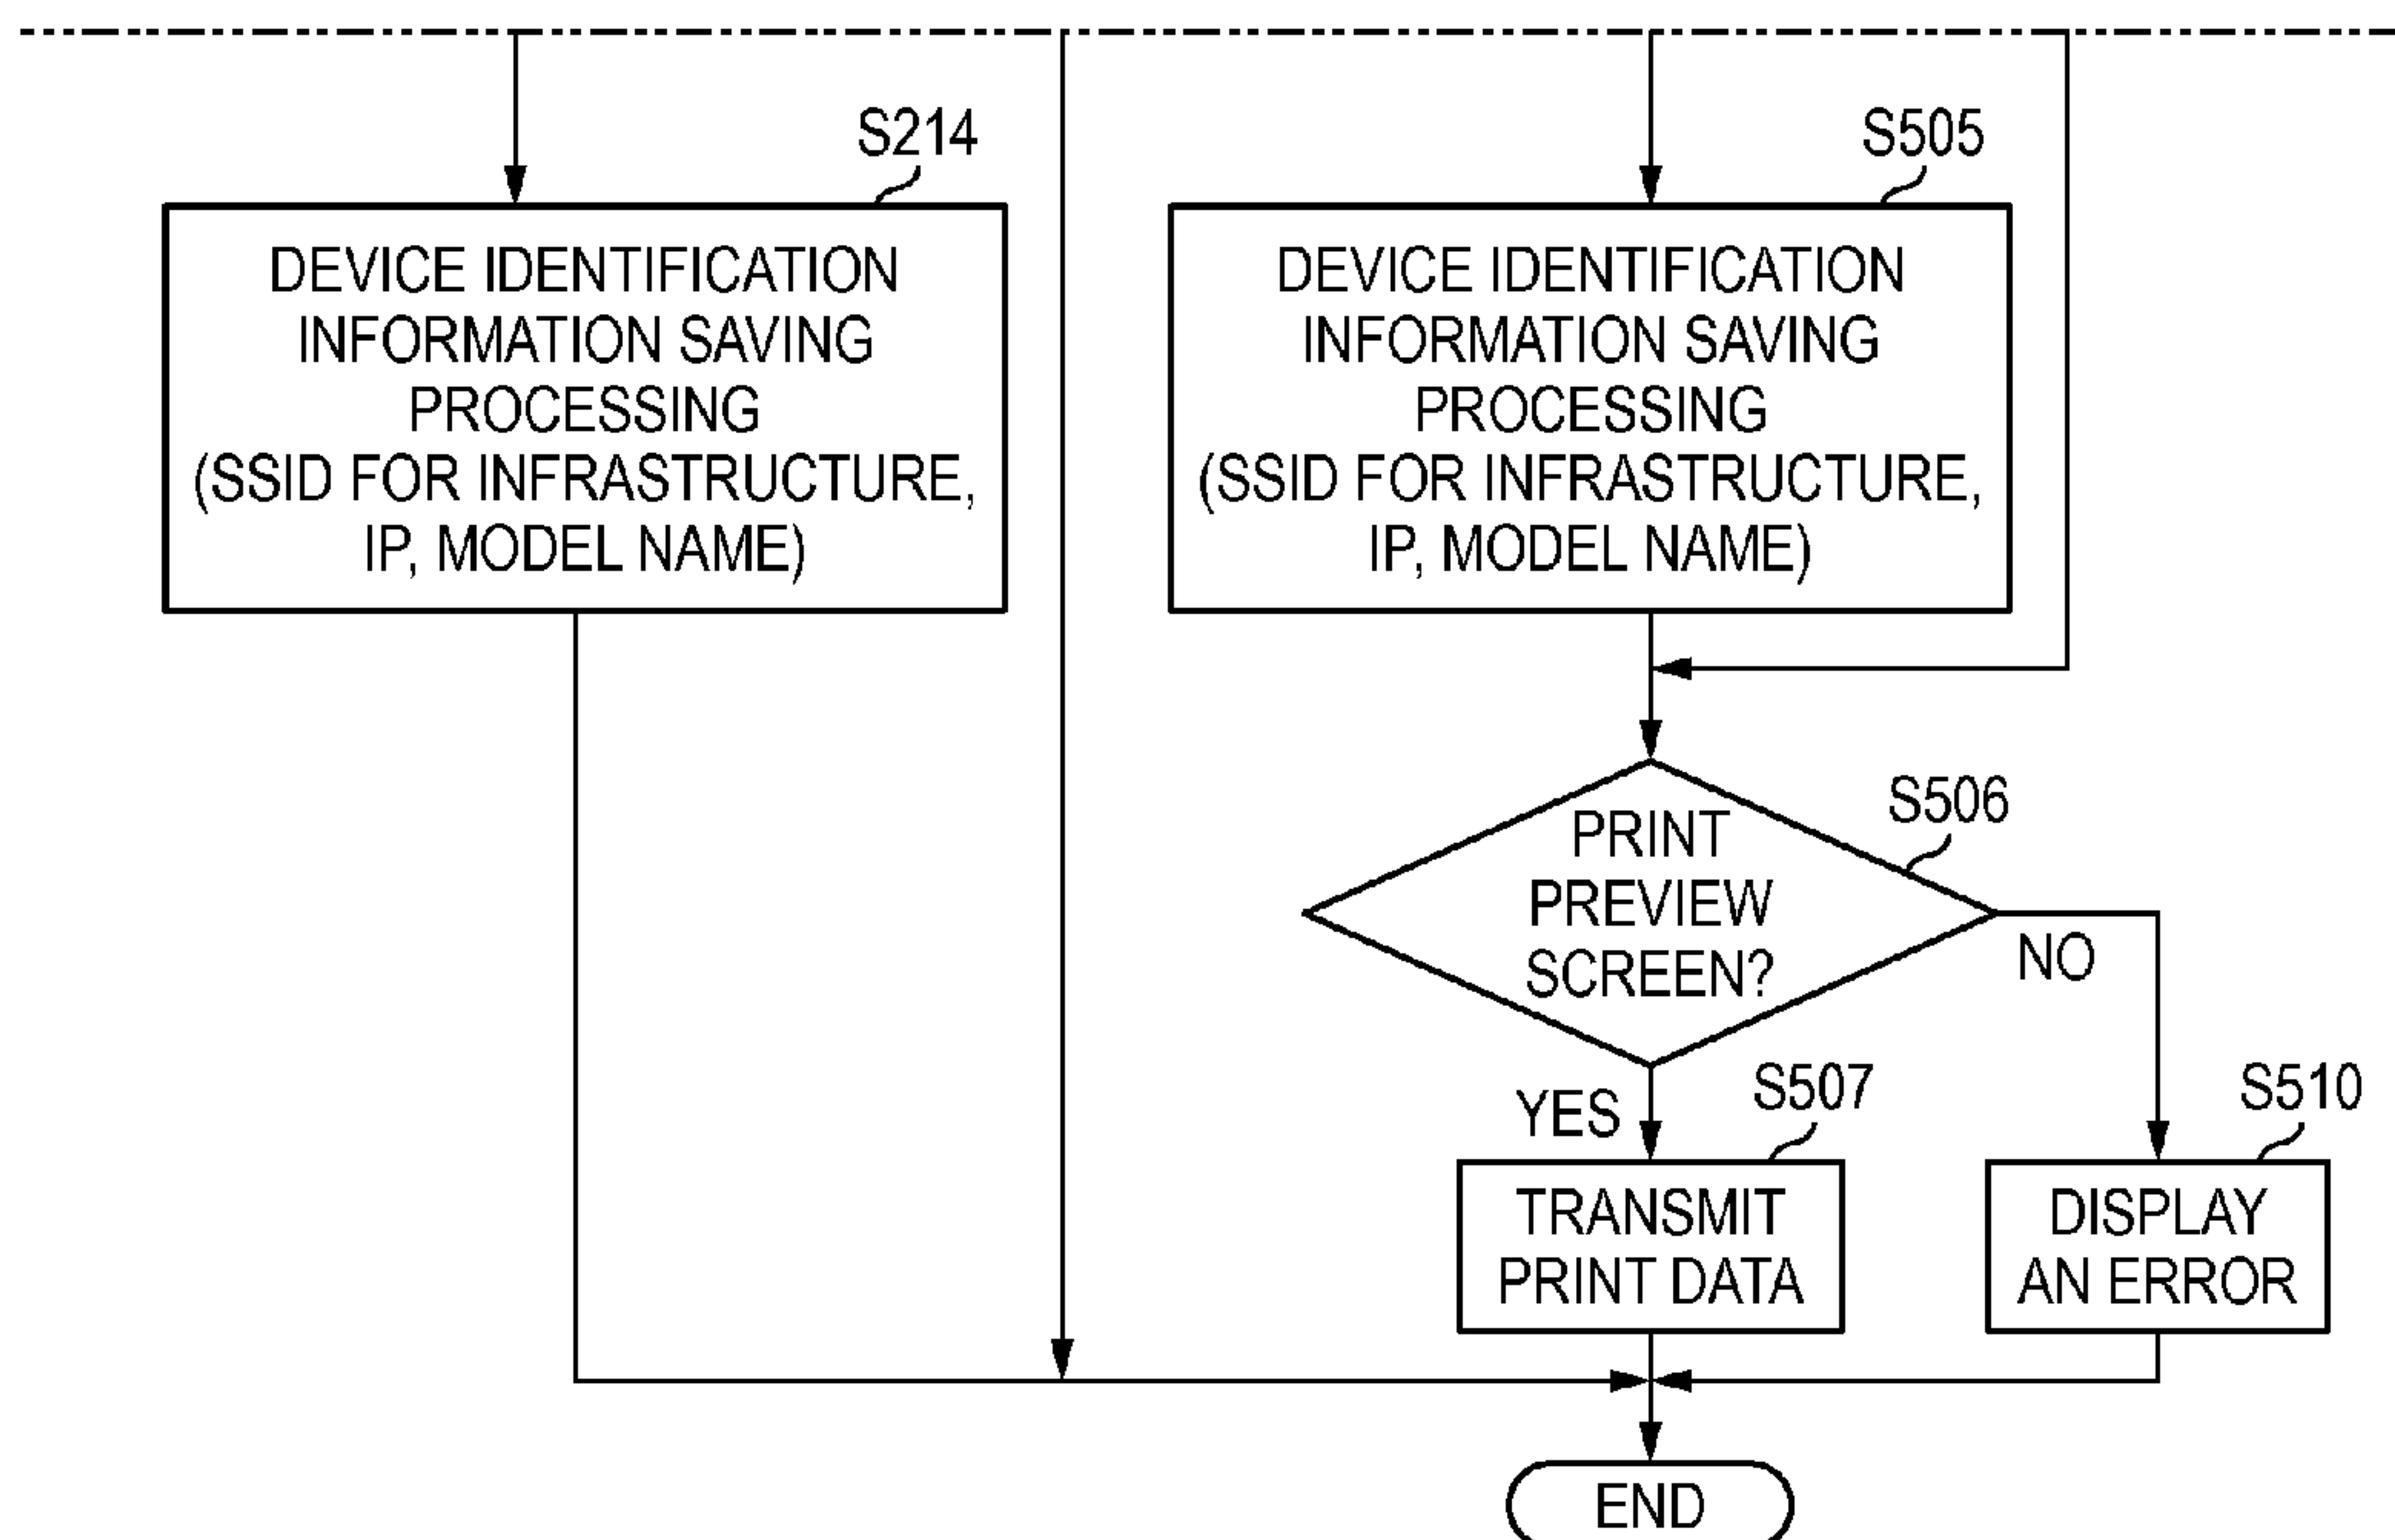 S214
DEVICE IDENTIFICATION
INFORMATION SAVING
PROCESSING
(SSID FOR INFRASTRUCTURE,
IP, MODEL NAME)
S505
DEVICE IDENTIFICATION
INFORMATION SAVING
PROCESSING
(SSID FOR INFRASTRUCTURE,
IP, MODEL NAME)
S506
PRINT
PREVIEW
SCREEN?
NO
YES
S507
TRANSMIT
PRINT DATA
S510
DISPLAY
AN ERROR
END